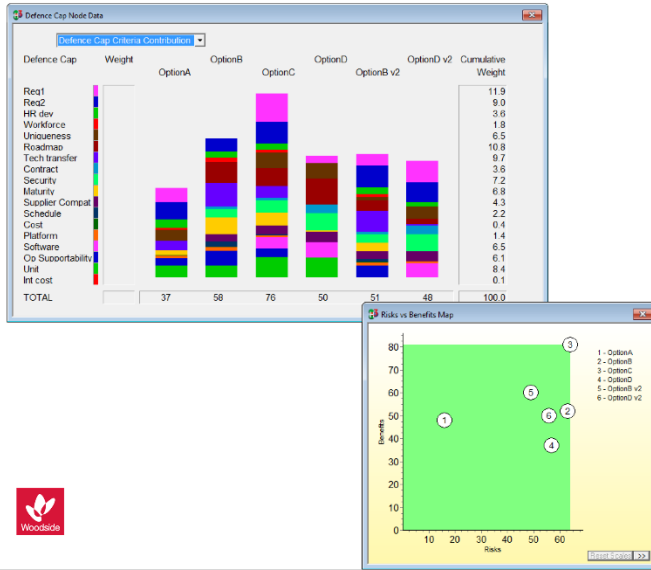 Defence Cap Node Data
Defence Cap Criteria Contribution
Defence Cap Weight OptionA OptionB OptionC OptionD OptionB v2 OptionD v2 Cumulative Weight
Req1 11.9
Req2 9.0
HR dev 3.6
Workforce 1.8
Uniqueness 6.5
Roadmap 10.8
Tech transfer 9.7
Contract 3.6
Security 7.2
Maturity 6.8
Supplier Compat 4.3
Schedule 2.2
Cost 0.4
Platform 1.4
Software 6.5
Op Supportability 6.1
Unit 8.4
Int cost 0.1
TOTAL 37 58 76 50 51 48 100.0
Risks vs Benefits Map
80
70
60
50
40
30
20
10
0
Benefits
10 20 30 40 50 60
Risks
1
2
3
4
5
6
1 - OptionA
2 - OptionB
3 - OptionC
4 - OptionD
5 - OptionB v2
6 - OptionD v2
Reset Scales >>
Woodside